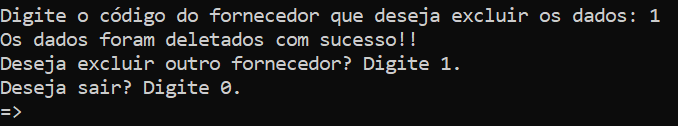 Digite o código do fornecedor que deseja excluir os dados: 1
Os dados foram deletados com sucesso!!
Deseja excluir outro fornecedor? Digite 1.
Deseja sair? Digite 0.
=>